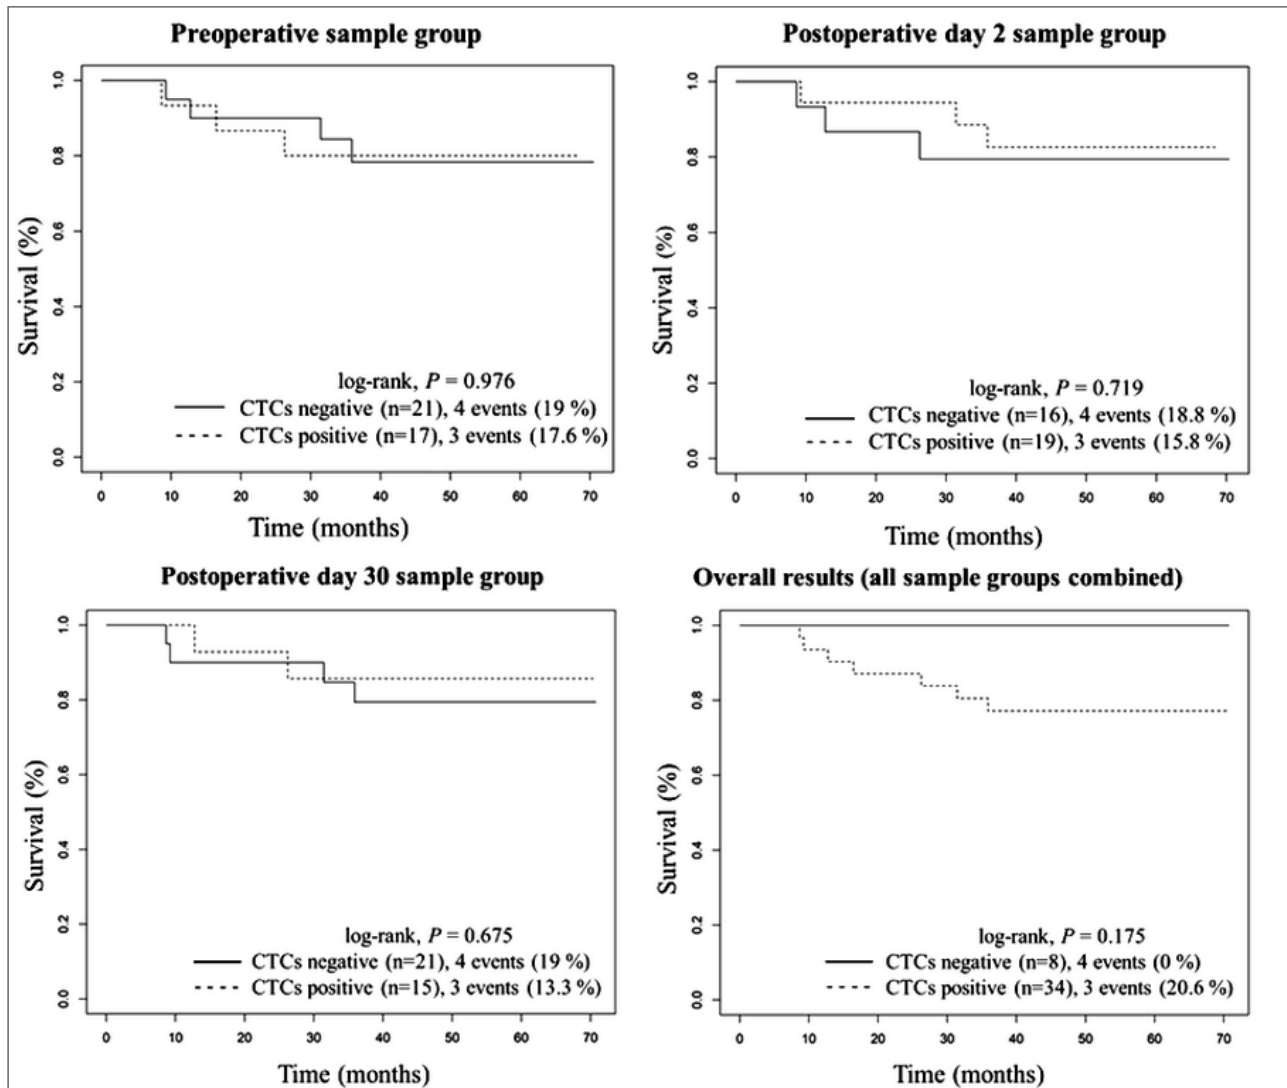 Preoperative sample group
1.0
0.8
0.6
0.4
0.2
0.0
Survival (%)
log-rank, P = 0.976
CTCs negative (n=21), 4 events (19 %)
CTCs positive (n=17), 3 events (17.6 %)
0 10 20 30 40 50 60 70
Time (months)
Postoperative day 2 sample group
1.0
0.8
0.6
0.4
0.2
0.0
Survival (%)
log-rank, P = 0.719
CTCs negative (n=16), 4 events (18.8 %)
CTCs positive (n=19), 3 events (15.8 %)
0 10 20 30 40 50 60 70
Time (months)
Postoperative day 30 sample group
1.0
0.8
0.6
0.4
0.2
0.0
Survival (%)
log-rank, P = 0.675
CTCs negative (n=21), 4 events (19 %)
CTCs positive (n=15), 3 events (13.3 %)
0 10 20 30 40 50 60 70
Time (months)
Overall results (all sample groups combined)
1.0
0.8
0.6
0.4
0.2
0.0
Survival (%)
log-rank, P = 0.175
CTCs negative (n=8), 4 events (0 %)
CTCs positive (n=34), 3 events (20.6 %)
0 10 20 30 40 50 60 70
Time (months)